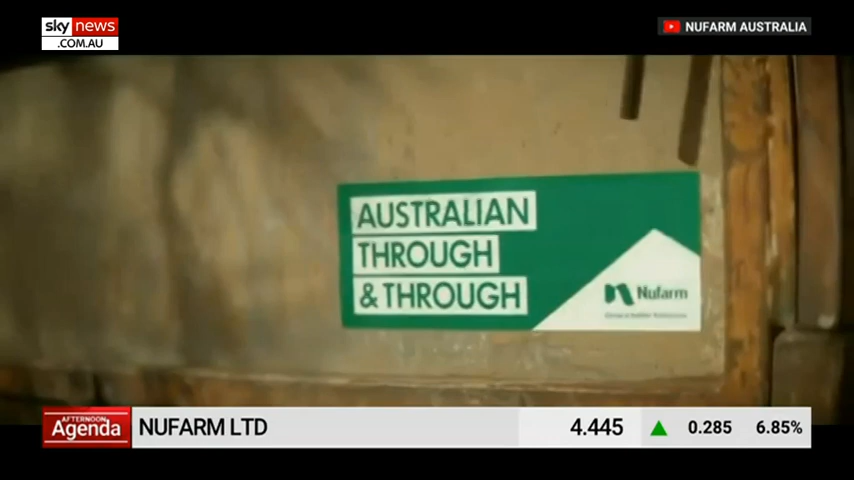 sky news
.COM.AU
NUFARM AUSTRALIA
AUSTRALIAN
THROUGH
& THROUGH
Nufarm
AFTERNOON
Agenda
NUFARM LTD
4.445
0.285
6.85%